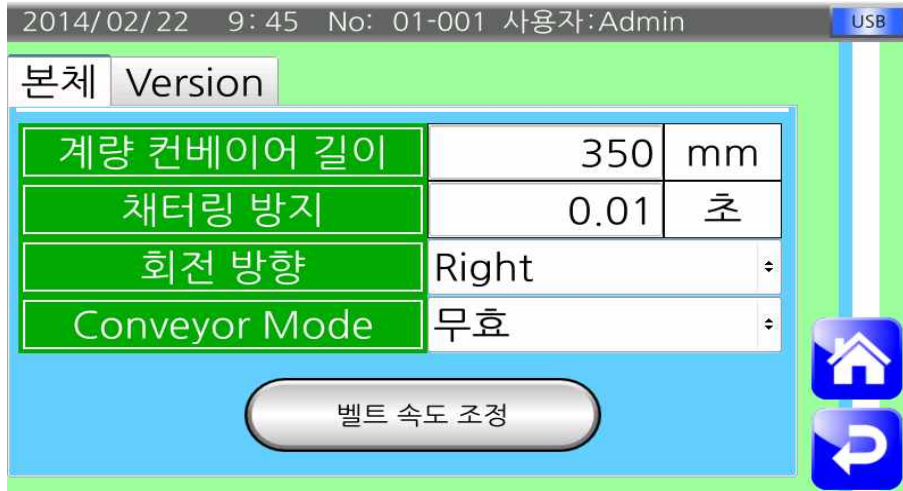 2014/02/22 9:45 No: 01-001 사용자:Admin USB
본체 Version
계량 컨베이어 길이 350 mm
채터링 방지 0.01 초
회전 방향 Right
Conveyor Mode 무효
벨트 속도 조정